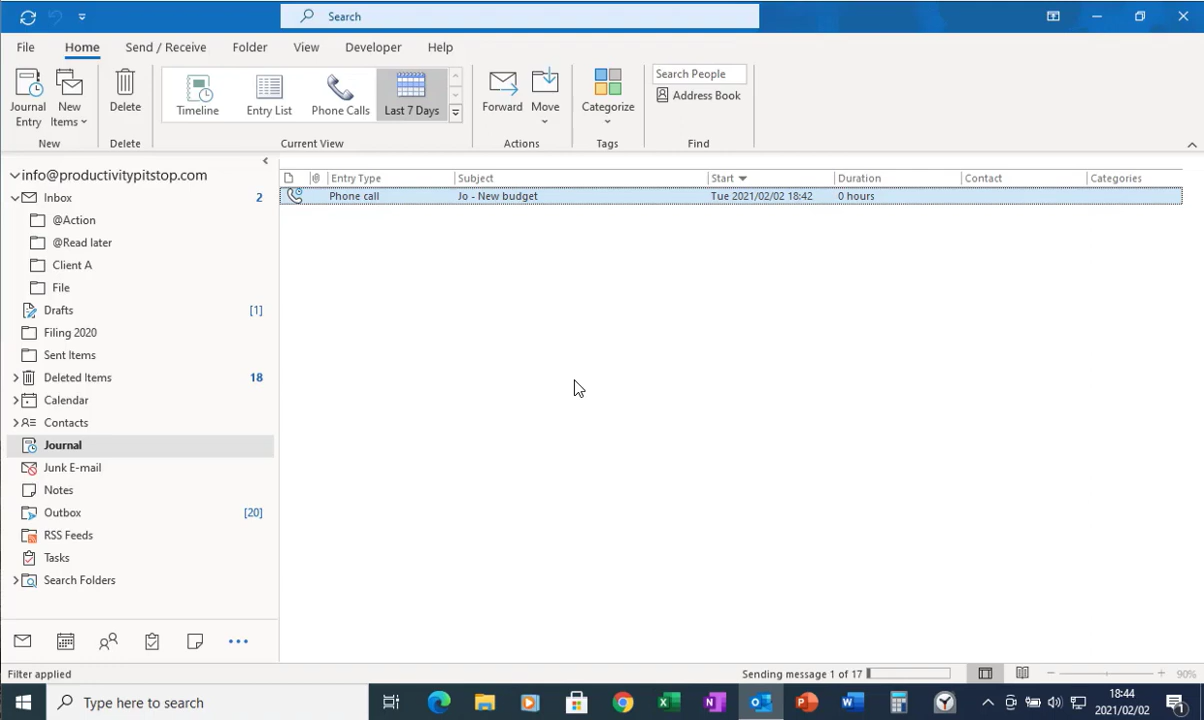 Search
File Home Send / Receive Folder View Developer Help
Journal Entry New Items Delete Timeline Entry List Phone Calls Last 7 Days Forward Move Categorize Search People
Address Book
New Delete Current View Actions Tags Find
info@productivitypitstop.com
Inbox 2
@Action
@Read later
Client A
File
Drafts [1]
Filing 2020
Sent Items
Deleted Items 18
Calendar
Contacts
Journal
Junk E-mail
Notes
Outbox [20]
RSS Feeds
Tasks
Search Folders
Entry Type Subject Start Duration Contact Categories
Phone call Jo - New budget Tue 2021/02/02 18:42 0 hours
Filter applied Sending message 1 of 17 90%
Type here to search 18:44
2021/02/02 1